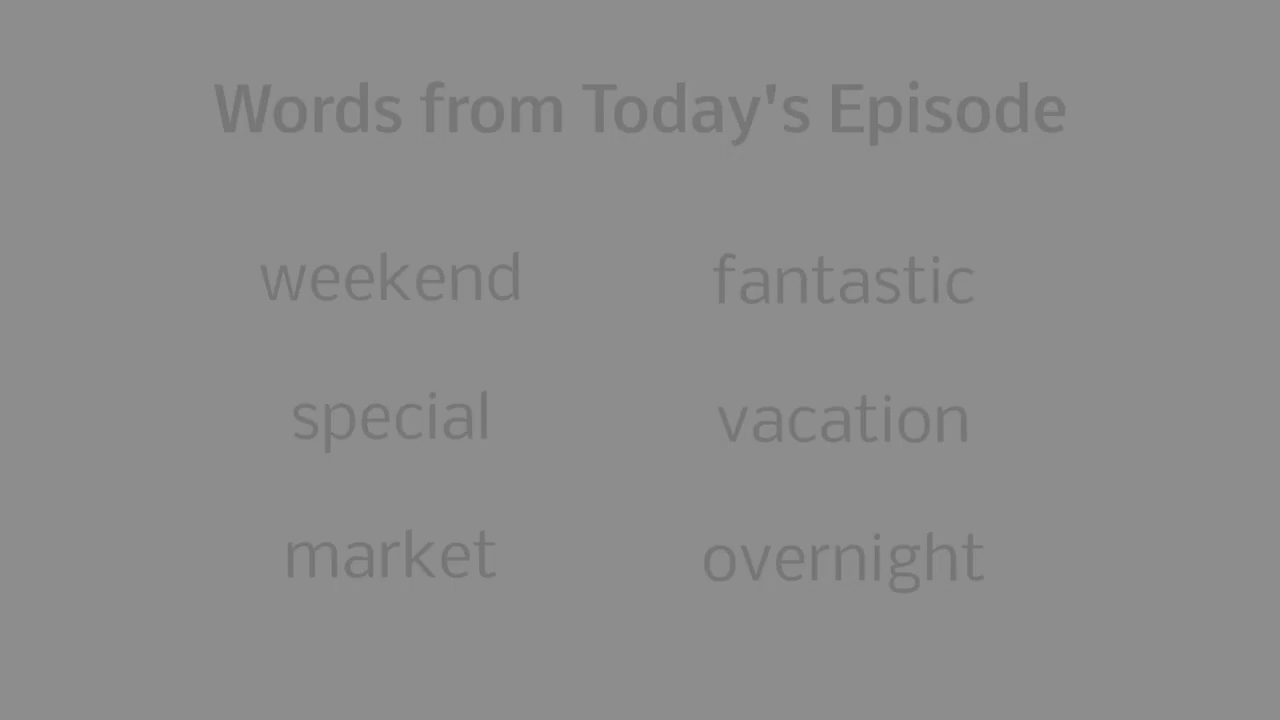 Words from Today's Episode
weekend fantastic
special vacation
market overnight